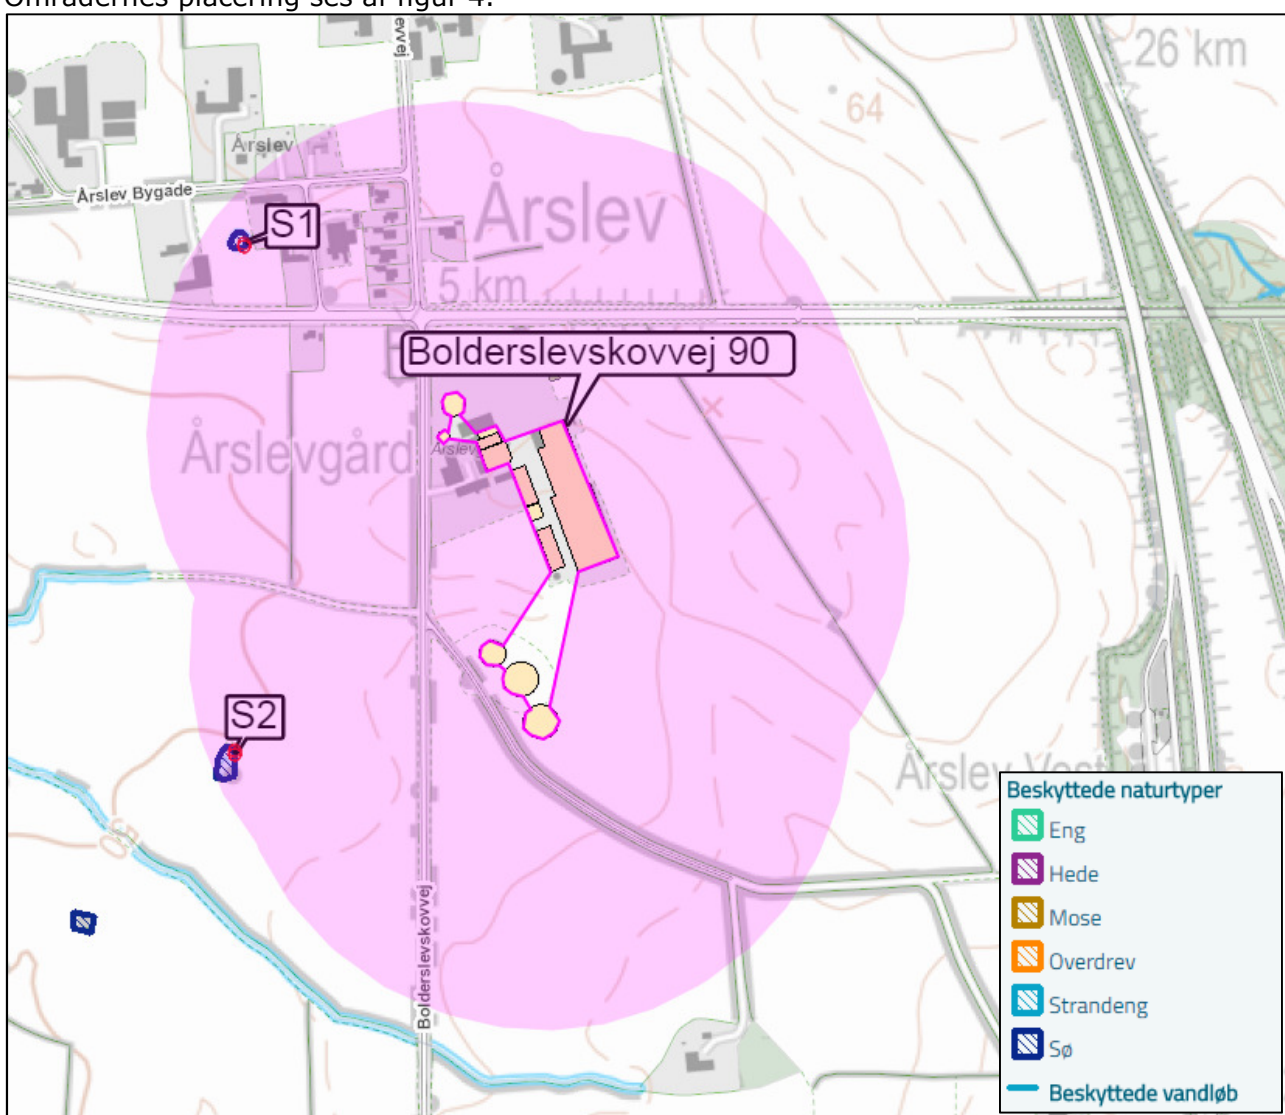 Områdernes placering ses af figur 4.
evvej
26 km
64
Årslev
Årslev Bygade
S1
Årslev
5 km
Bolderslevskovvej 90
Årslevgård
Årslev
S2
Årslev Vest
Bolderslevskovvej
Beskyttede naturtyper
Eng
Hede
Mose
Overdrev
Strandeng
Sø
Beskyttede vandløb